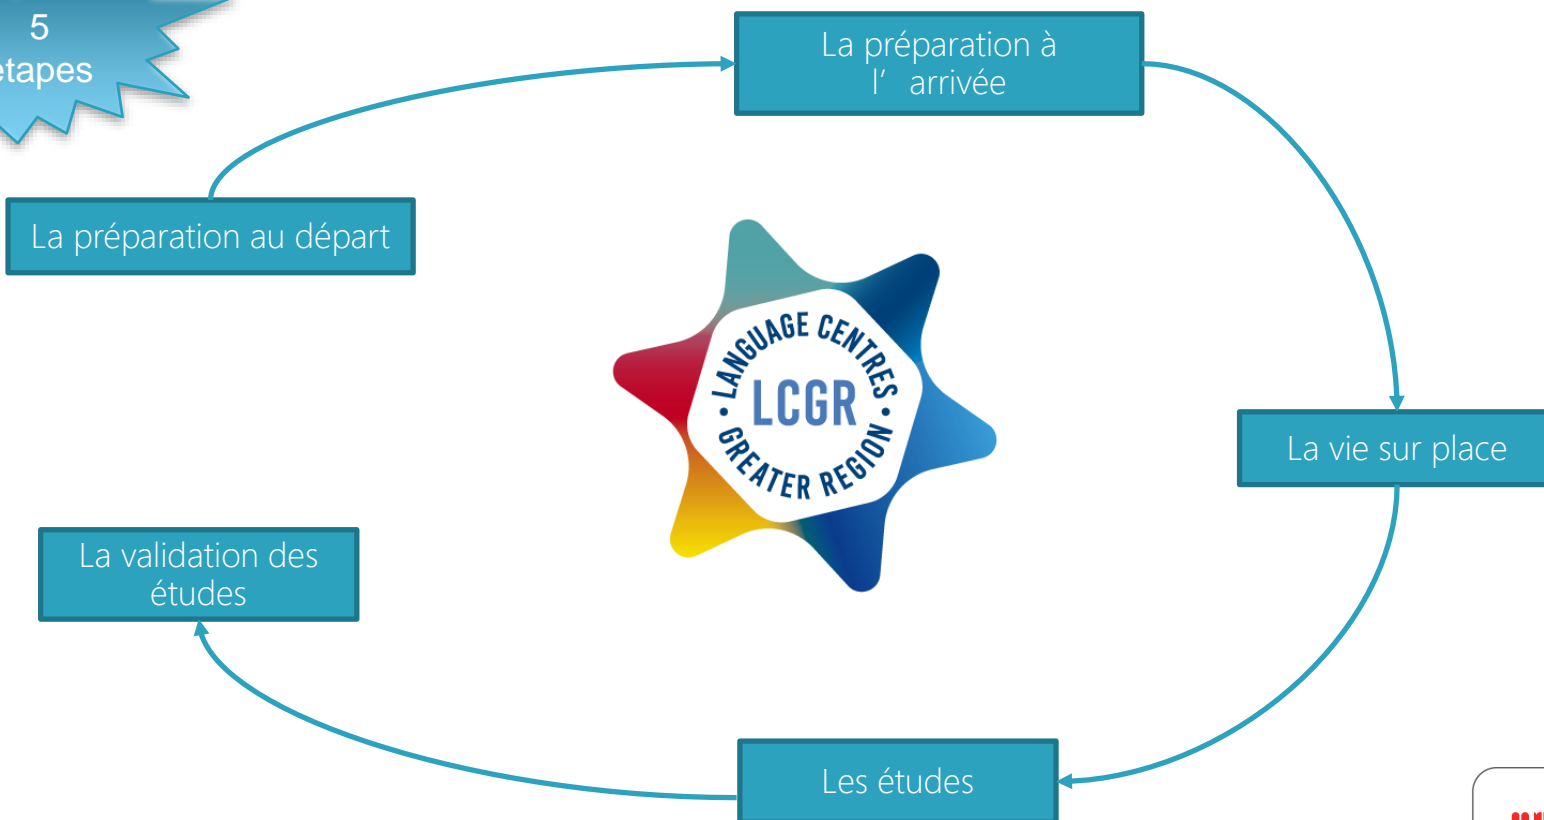 5
étapes
La préparation à
l’ arrivée
La préparation au départ
LANGUAGE CENTRES
LCGR
GREATER REGION
La vie sur place
La validation des
études
Les études